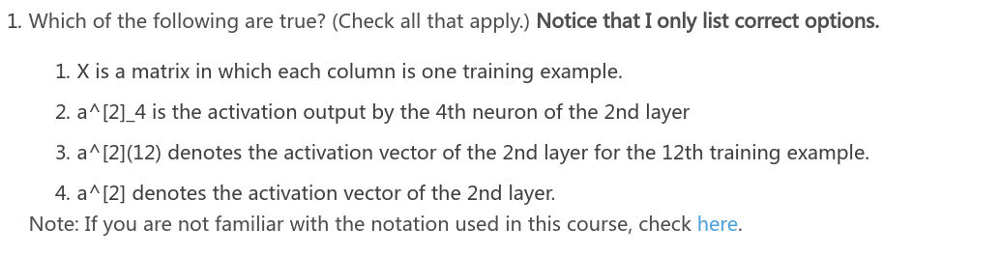 1. Which of the following are true? (Check all that apply.) Notice that I only list correct options.
1. X is a matrix in which each column is one training example.
2. a^[2]_4 is the activation output by the 4th neuron of the 2nd layer
3. a^[2](12) denotes the activation vector of the 2nd layer for the 12th training example.
4. a^[2] denotes the activation vector of the 2nd layer.
Note: If you are not familiar with the notation used in this course, check here.